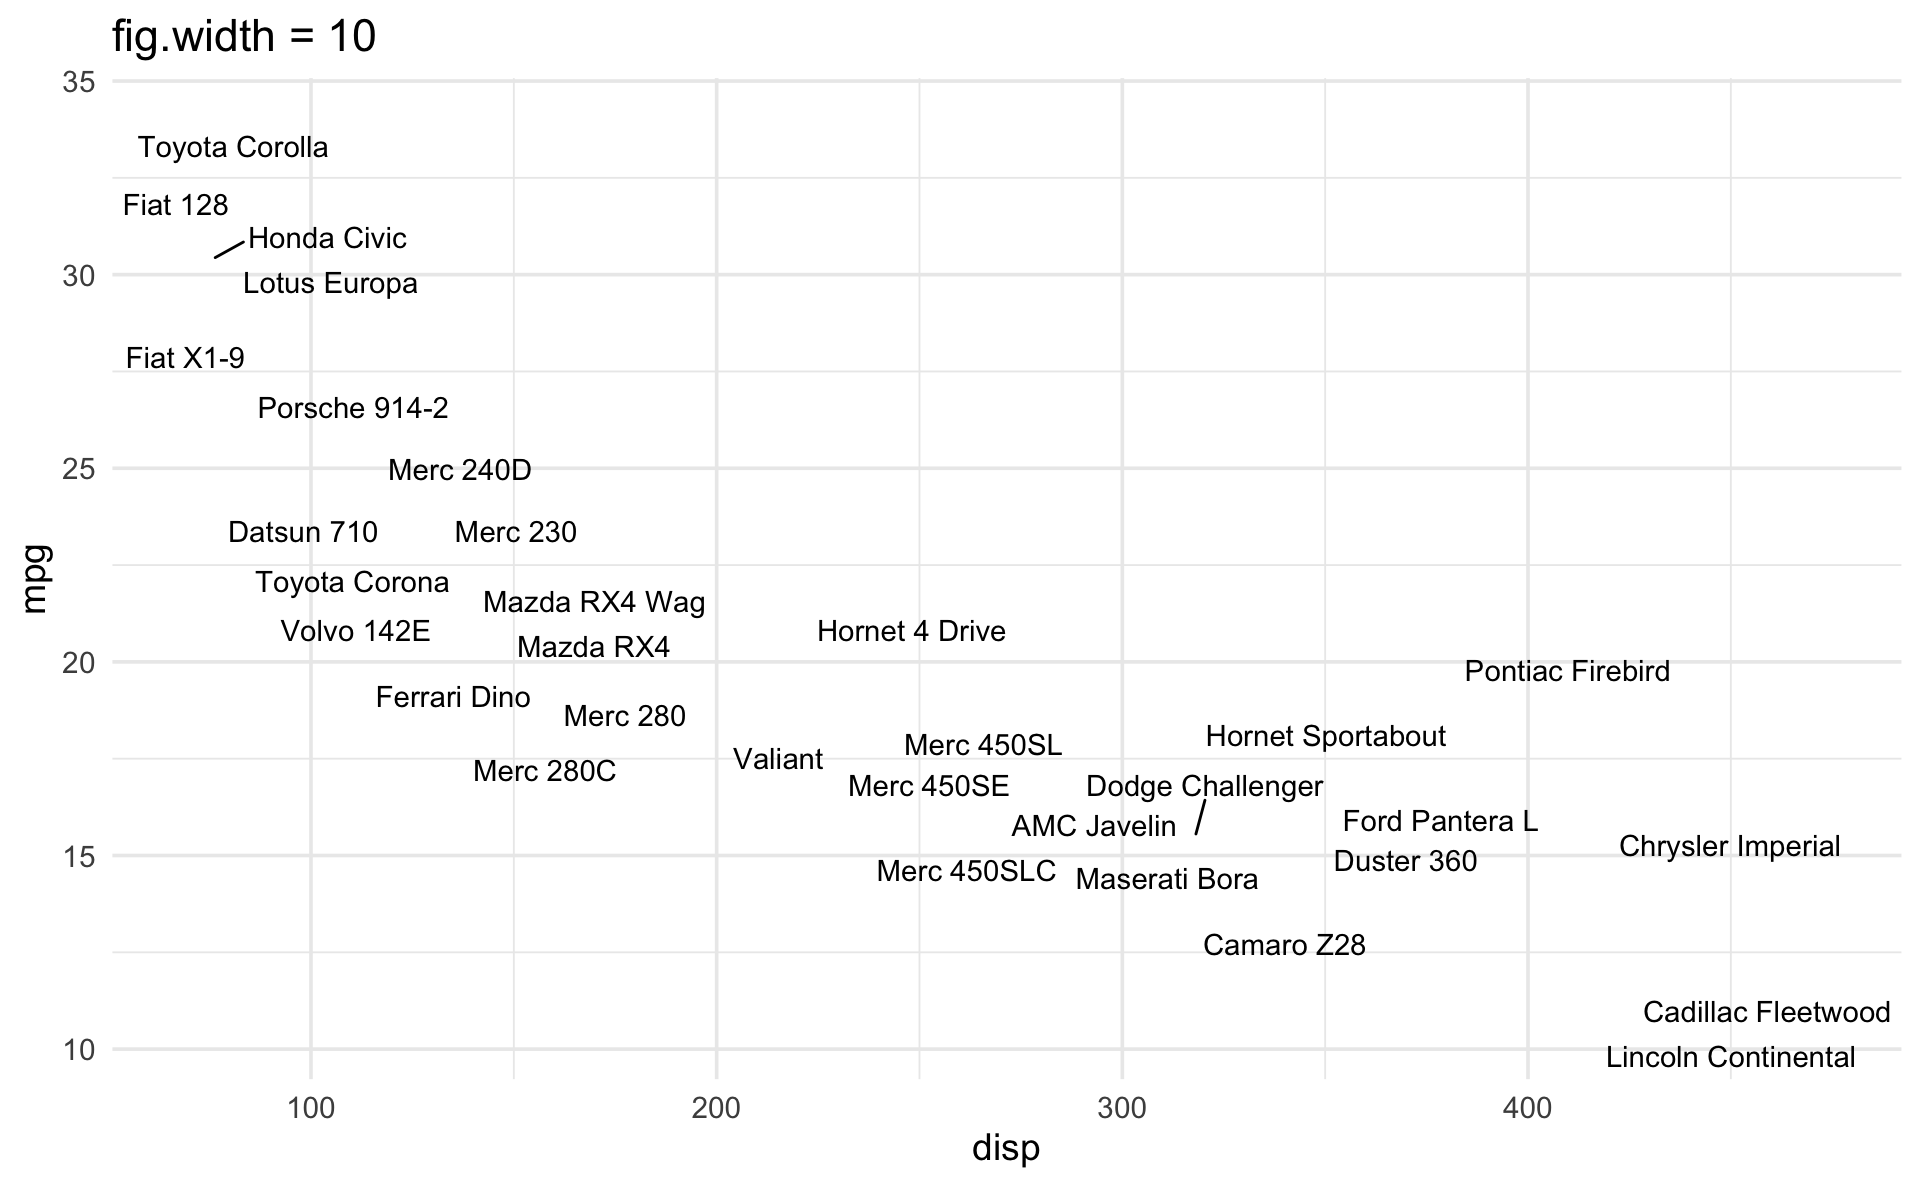 fig.width = 10
35
Toyota Corolla
Fiat 128
Honda Civic
30
Lotus Europa
Fiat X1-9
Porsche 914-2
25
Merc 240D
Datsun 710
Merc 230
mpg
Toyota Corona
Mazda RX4 Wag
Volvo 142E
Hornet 4 Drive
Mazda RX4
20
Pontiac Firebird
Ferrari Dino
Merc 280
Hornet Sportabout
Merc 450SL
Valiant
Merc 280C
Merc 450SE
Dodge Challenger
Ford Pantera L
AMC Javelin
Chrysler Imperial
15
Duster 360
Merc 450SLC
Maserati Bora
Camaro Z28
Cadillac Fleetwood
10
Lincoln Continental
100
200
300
400
disp